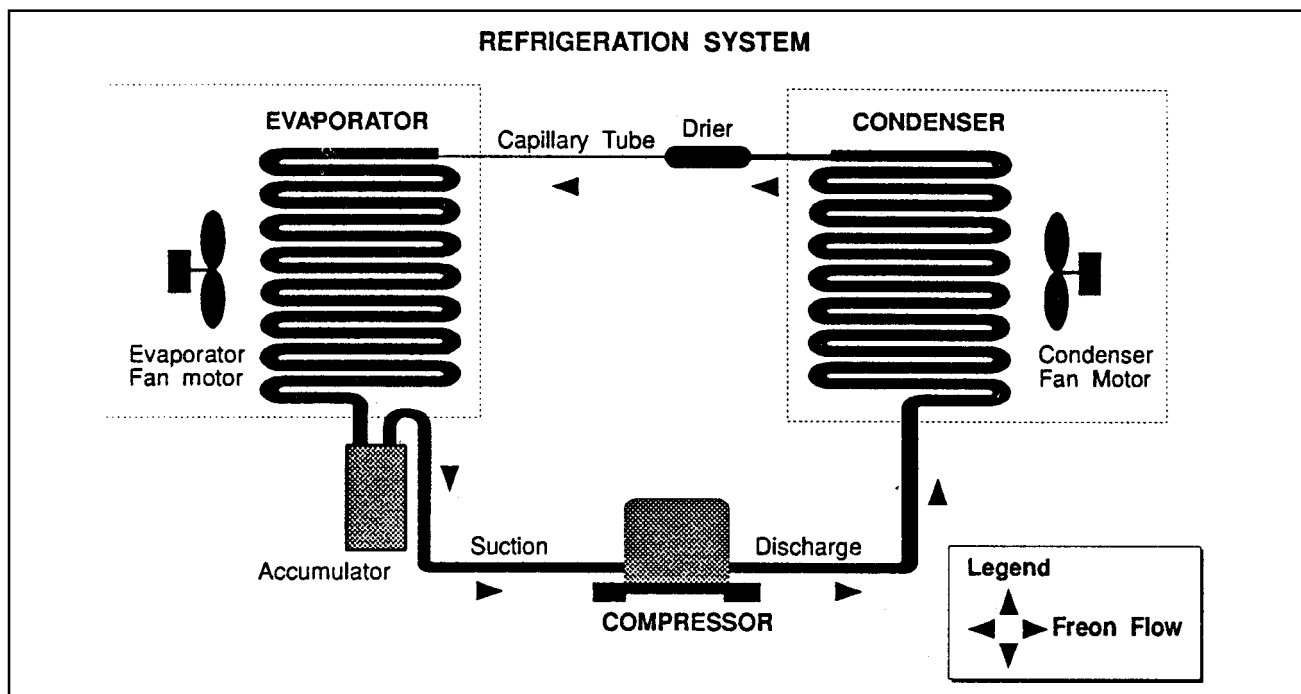 REFRIGERATION SYSTEM
EVAPORATOR
Capillary Tube
Drier
CONDENSER
Evaporator
Fan motor
Condenser
Fan Motor
Accumulator
Suction
Discharge
COMPRESSOR
Legend
Freon Flow